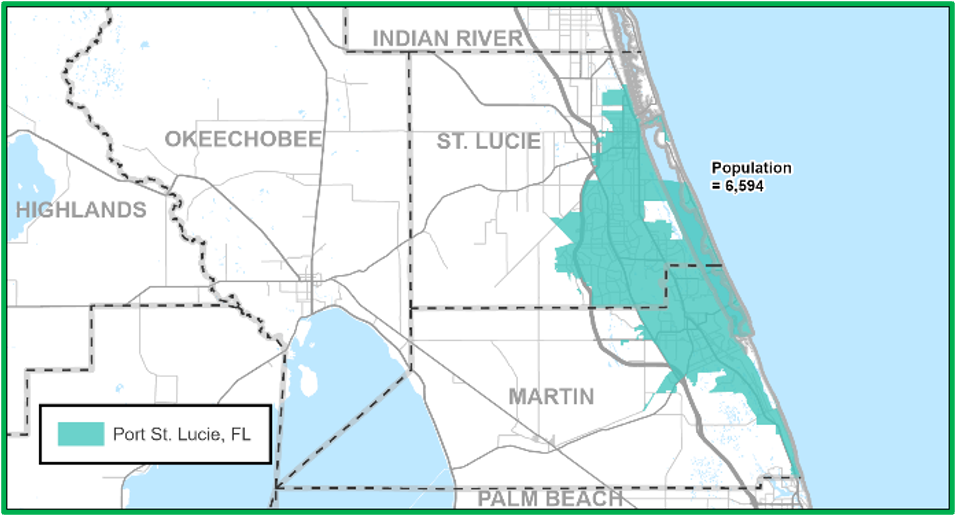 INDIAN RIVER
OKEECHOBEE
ST. LUCIE
Population
= 6,594
HIGHLANDS
MARTIN
Port St. Lucie, FL
PALM BEACH